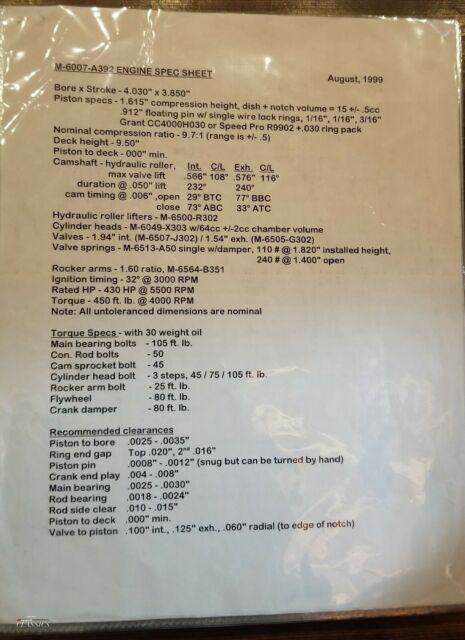 M-6007-A392 ENGINE SPEC SHEET
August, 1999
Bore x Stroke - 4.030" x 3.850"
Piston specs - 1.615" compression height, dish + notch volume = 15 +/- .5cc
.912" floating pin w/ single wire lock rings, 1/16", 1/16", 3/16"
Grant CC4000H030 or Speed Pro R9902 +.030 ring pack
Nominal compression ratio - 9.7:1 (range is +/- .5)
Deck height - 9.50"
Piston to deck -.000" min.
Camshaft - hydraulic roller, Int. C/L Exh. C/L
max valve lift .566" 108° .576" 116°
duration @ .050" lift 232° 240°
cam timing @ .006" ,open 29° BTC 77° BBC
close 73° ABC 33° ATC
Hydraulic roller lifters - M-6500-R302
Cylinder heads - M-6049-X303 w/64cc +/-2cc chamber volume
Valves - 1.94" int. (M-6507-J302) / 1.54" exh. (M-6505-G302)
Valve springs - M-6513-A50 single w/damper, 110 # @ 1.820" installed height,
240 # @ 1.400" open
Rocker arms - 1.60 ratio, M-6564-B351
Ignition timing - 32° @ 3000 RPM
Rated HP - 430 HP @ 5500 RPM
Torque - 450 ft. lb. @ 4000 RPM
Note: All untoleranced dimensions are nominal
Torque Specs - with 30 weight oil
Main bearing bolts - 105 ft. lb.
Con. Rod bolts - 50
Cam sprocket bolt - 45
Cylinder head bolt - 3 steps, 45 / 75 / 105 ft. lb.
Rocker arm bolt - 25 ft. lb.
Flywheel - 80 ft. lb.
Crank damper - 80 ft. lb.
Recommended clearances
Piston to bore .0025 - .0035"
Ring end gap Top .020", 2nd .016"
Piston pin .0008" - .0012" (snug but can be turned by hand)
Crank end play .004 - .008"
Main bearing .0025 - .0030"
Rod bearing .0018 - .0024"
Rod side clear .010 - .015"
Piston to deck .000" min.
Valve to piston .100" int., .125" exh., .060" radial (to edge of notch)
CLASSICS